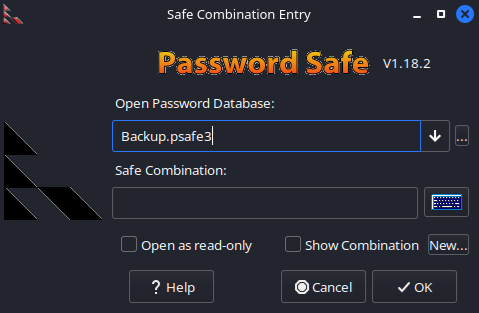 Safe Combination Entry
Password Safe V1.18.2
Open Password Database:
Backup.psafe3
...
Safe Combination:
Open as read-only
Show Combination
New...
? Help
Cancel
OK